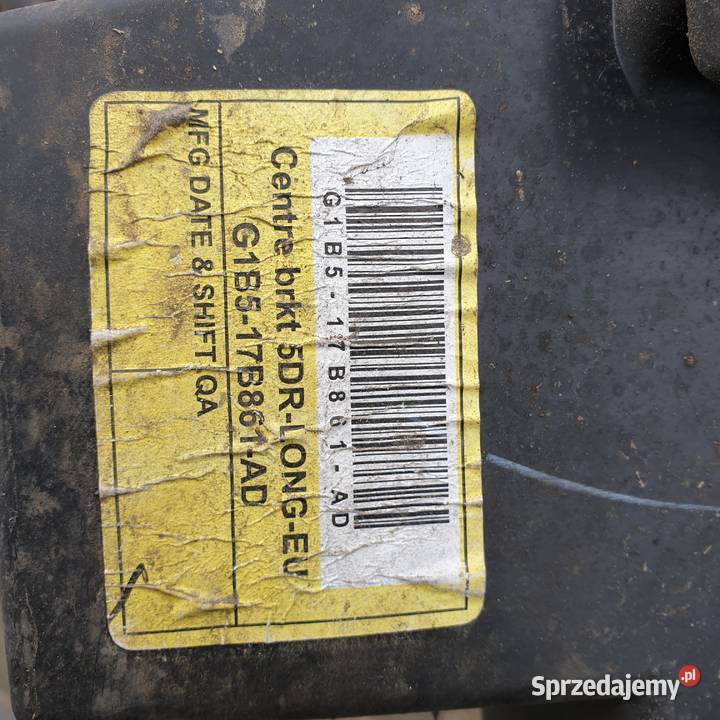 G1B5-17B861-AD
Centre brkt 5DR-LONG-EU
G1B5-17B861-AD
MFG DATE & SHIFT QA
Sprzedajemy.pl